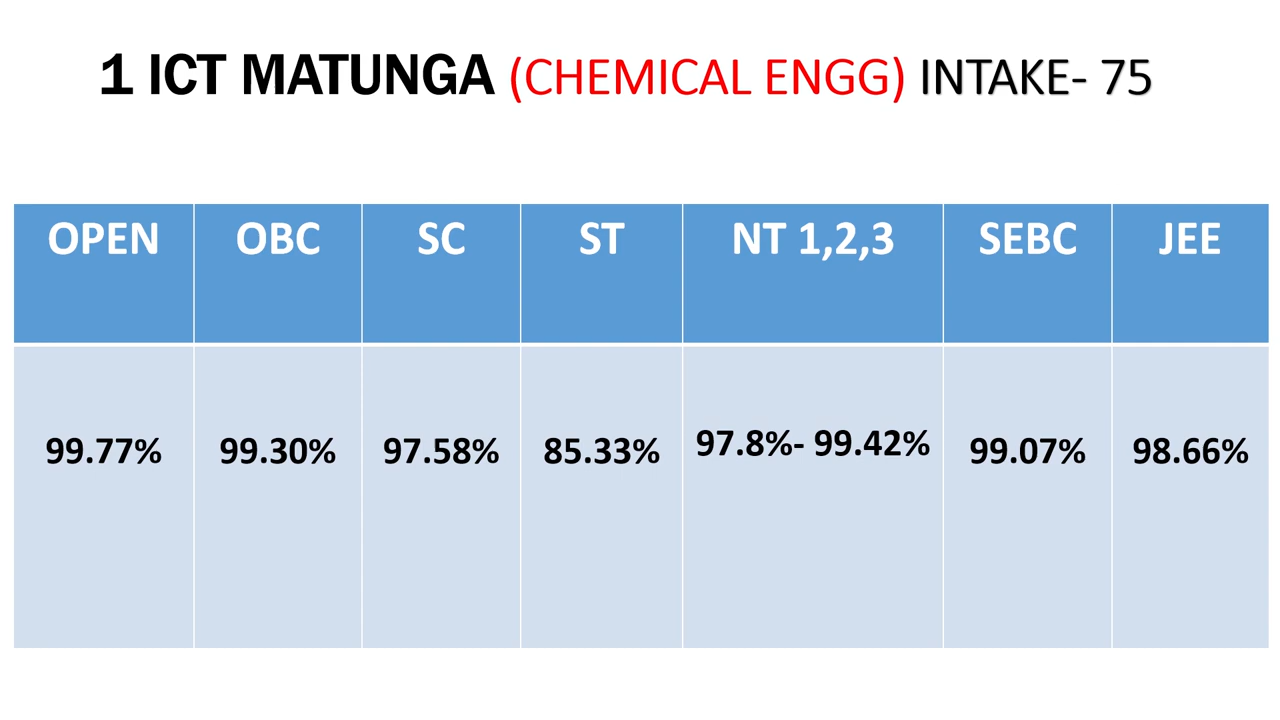 1 ICT MATUNGA (CHEMICAL ENGG) INTAKE- 75
OPEN OBC SC ST NT 1,2,3 SEBC JEE
99.77% 99.30% 97.58% 85.33% 97.8%- 99.42% 99.07% 98.66%